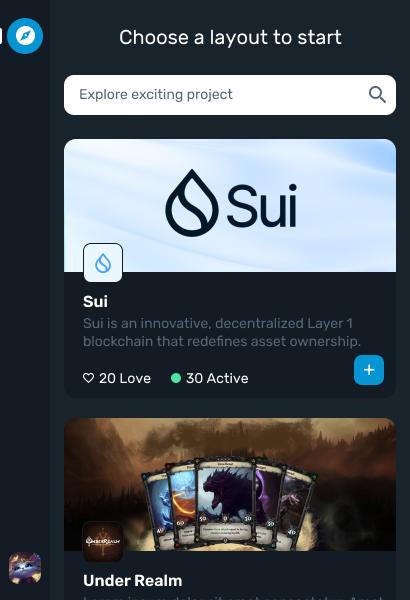 Choose a layout to start
Explore exciting project
Sui
Sui
Sui is an innovative, decentralized Layer 1
blockchain that redefines asset ownership.
20 Love
30 Active
UNDERREALM
Under Realm